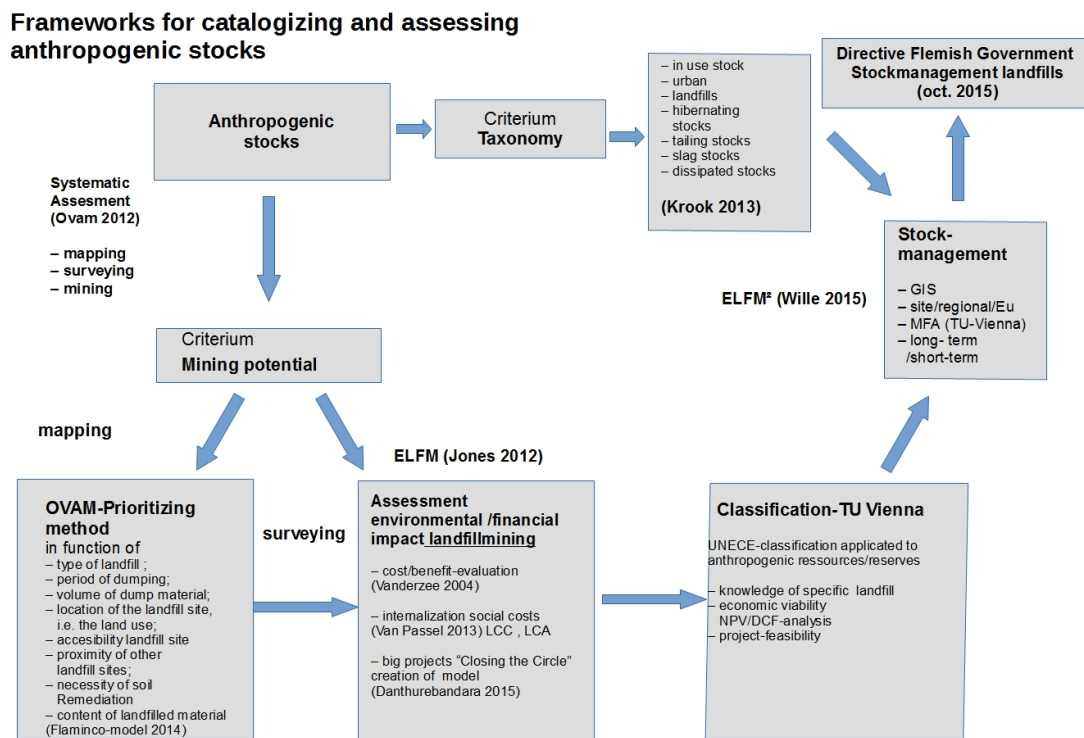 Frameworks for catalogizing and assessing
anthropogenic stocks
Anthropogenic
stocks
Criterium
Taxonomy
– in use stock
– urban
– landfills
– hibernating
stocks
– tailing stocks
– slag stocks
– dissipated stocks
(Krook 2013)
Directive Flemish Government
Stockmanagement landfills
(oct. 2015)
Systematic
Assesment
(Ovam 2012)
– mapping
– surveying
– mining
Stock-
management
– GIS
– site/regional/Eu
– MFA (TU-Vienna)
– long- term
/short-term
ELFM² (Wille 2015)
Criterium
Mining potential
mapping
ELFM (Jones 2012)
OVAM-Prioritizing
method
in function of
– type of landfill ;
– period of dumping;
– volume of dump material;
– location of the landfill site,
i.e. the land use;
– accesibility landfill site
– proximity of other
landfill sites;
– necessity of soil
Remediation
– content of landfilled material
(Flaminco-model 2014)
surveying
Assessment
environmental /financial
impact landfillmining
– cost/benefit-evaluation
(Vanderzee 2004)
– internalization social costs
(Van Passel 2013) LCC , LCA
– big projects “Closing the Circle”
creation of model
(Danthurebandara 2015)
Classification-TU Vienna
UNECE-classification applicated to
anthropogenic ressources/reserves
– knowledge of specific landfill
– economic viability
NPV/DCF-analysis
– project-feasibility